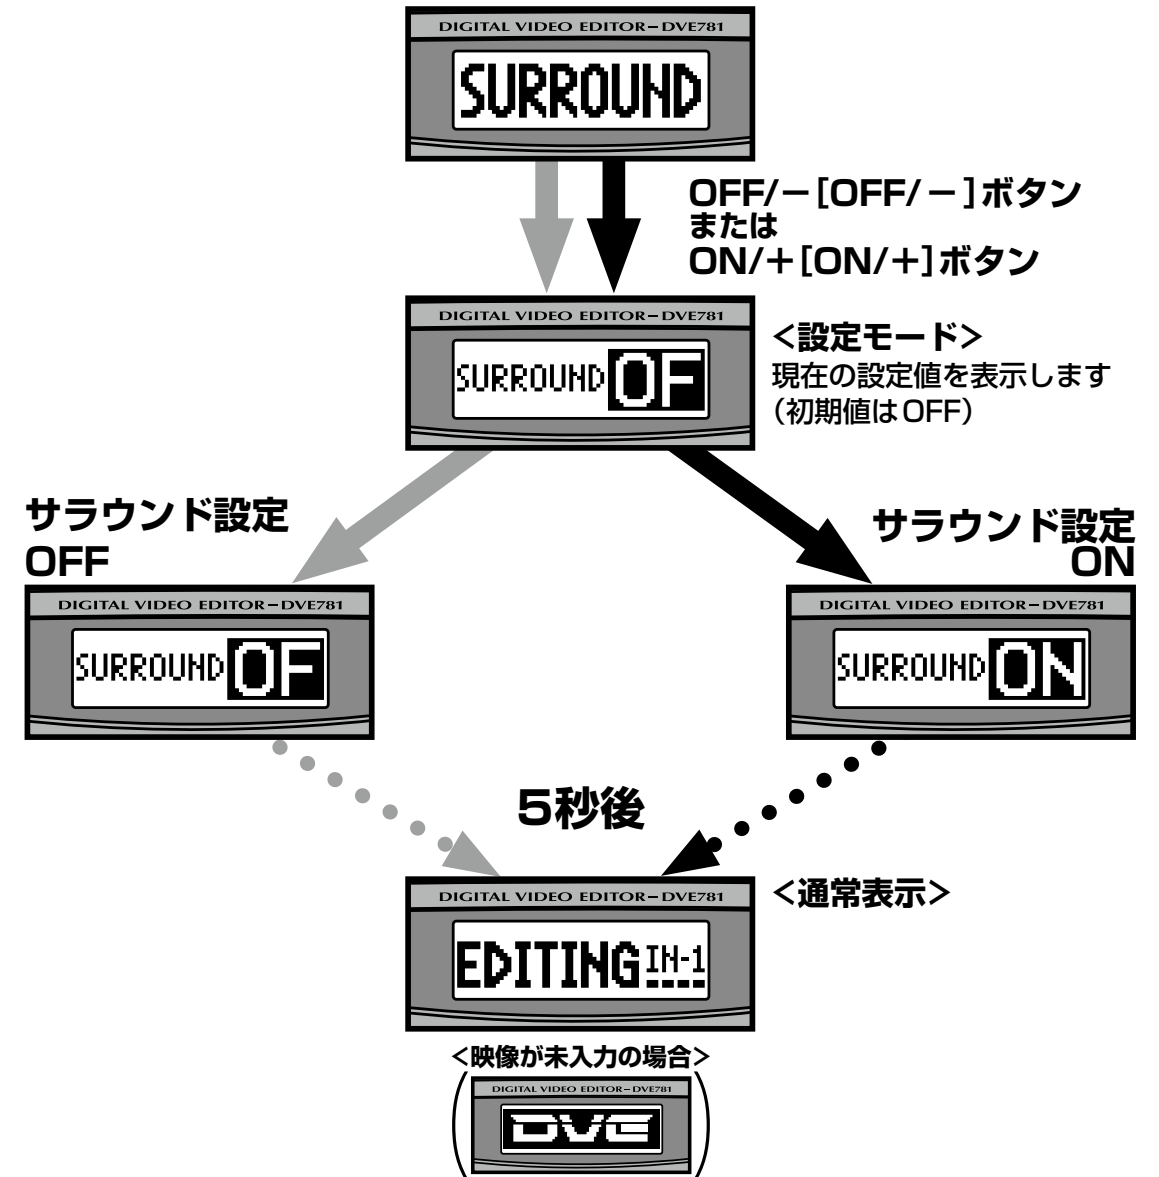 DIGITAL VIDEO EDITOR－DVE781
SURROUND
OFF/－［OFF/－］ボタン
または
ON/＋［ON/＋］ボタン
DIGITAL VIDEO EDITOR－DVE781
SURROUND OF
＜設定モード＞
現在の設定値を表示します
（初期値はOFF）
サラウンド設定
OFF
サラウンド設定
ON
DIGITAL VIDEO EDITOR－DVE781
SURROUND OF
DIGITAL VIDEO EDITOR－DVE781
SURROUND ON
5秒後
DIGITAL VIDEO EDITOR－DVE781
EDITING IN-1
＜通常表示＞
＜映像が未入力の場合＞
DIGITAL VIDEO EDITOR－DVE781
DVE